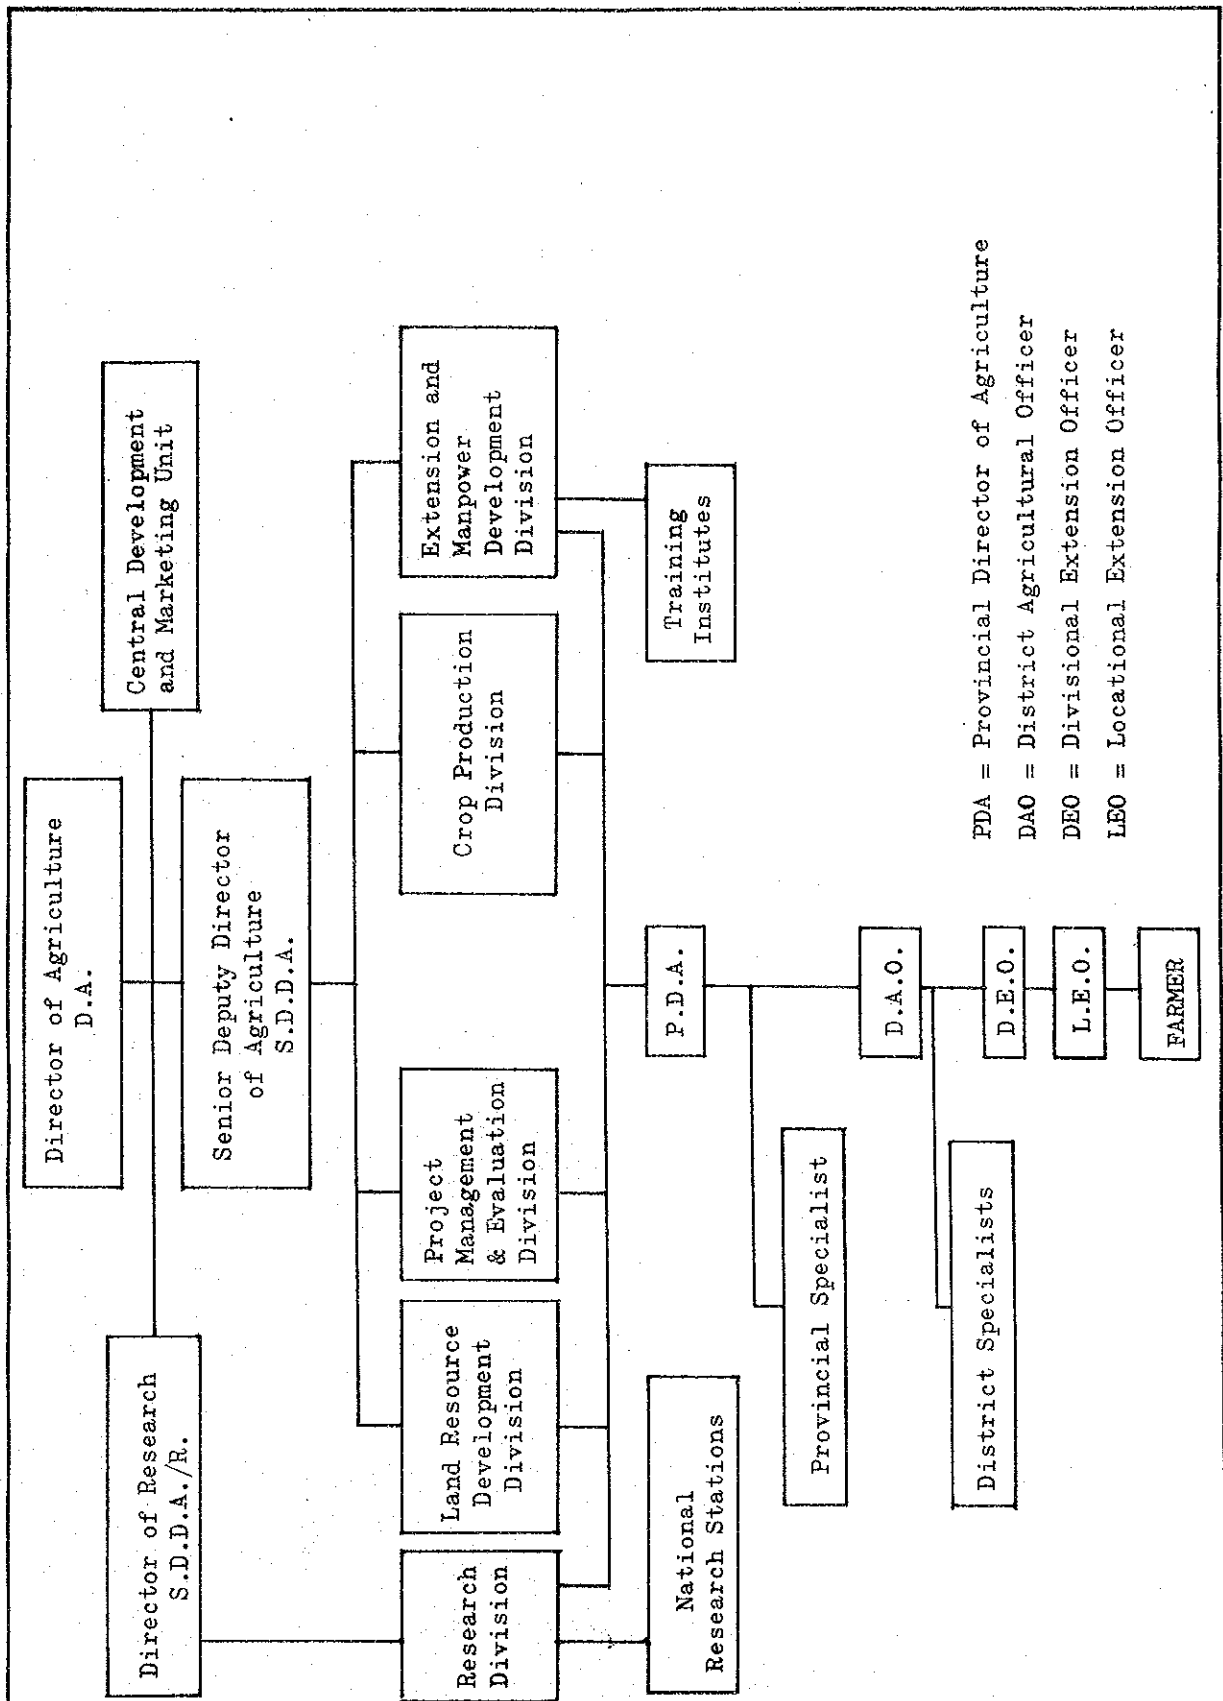 Director of Agriculture
D.A.
Director of Research
S.D.D.A./R.
Central Development
and Marketing Unit
Senior Deputy Director
of Agriculture
S.D.D.A.
Research
Division
Land Resource
Development
Division
Project
Management
& Evaluation
Division
Crop Production
Division
Extension and
Manpower
Development
Division
National
Research Stations
P.D.A.
Training
Institutes
Provincial Specialist
D.A.O.
District Specialists
D.E.O.
L.E.O.
FARMER
PDA = Provincial Director of Agriculture
DAO = District Agricultural Officer
DEO = Divisional Extension Officer
LEO = Locational Extension Officer